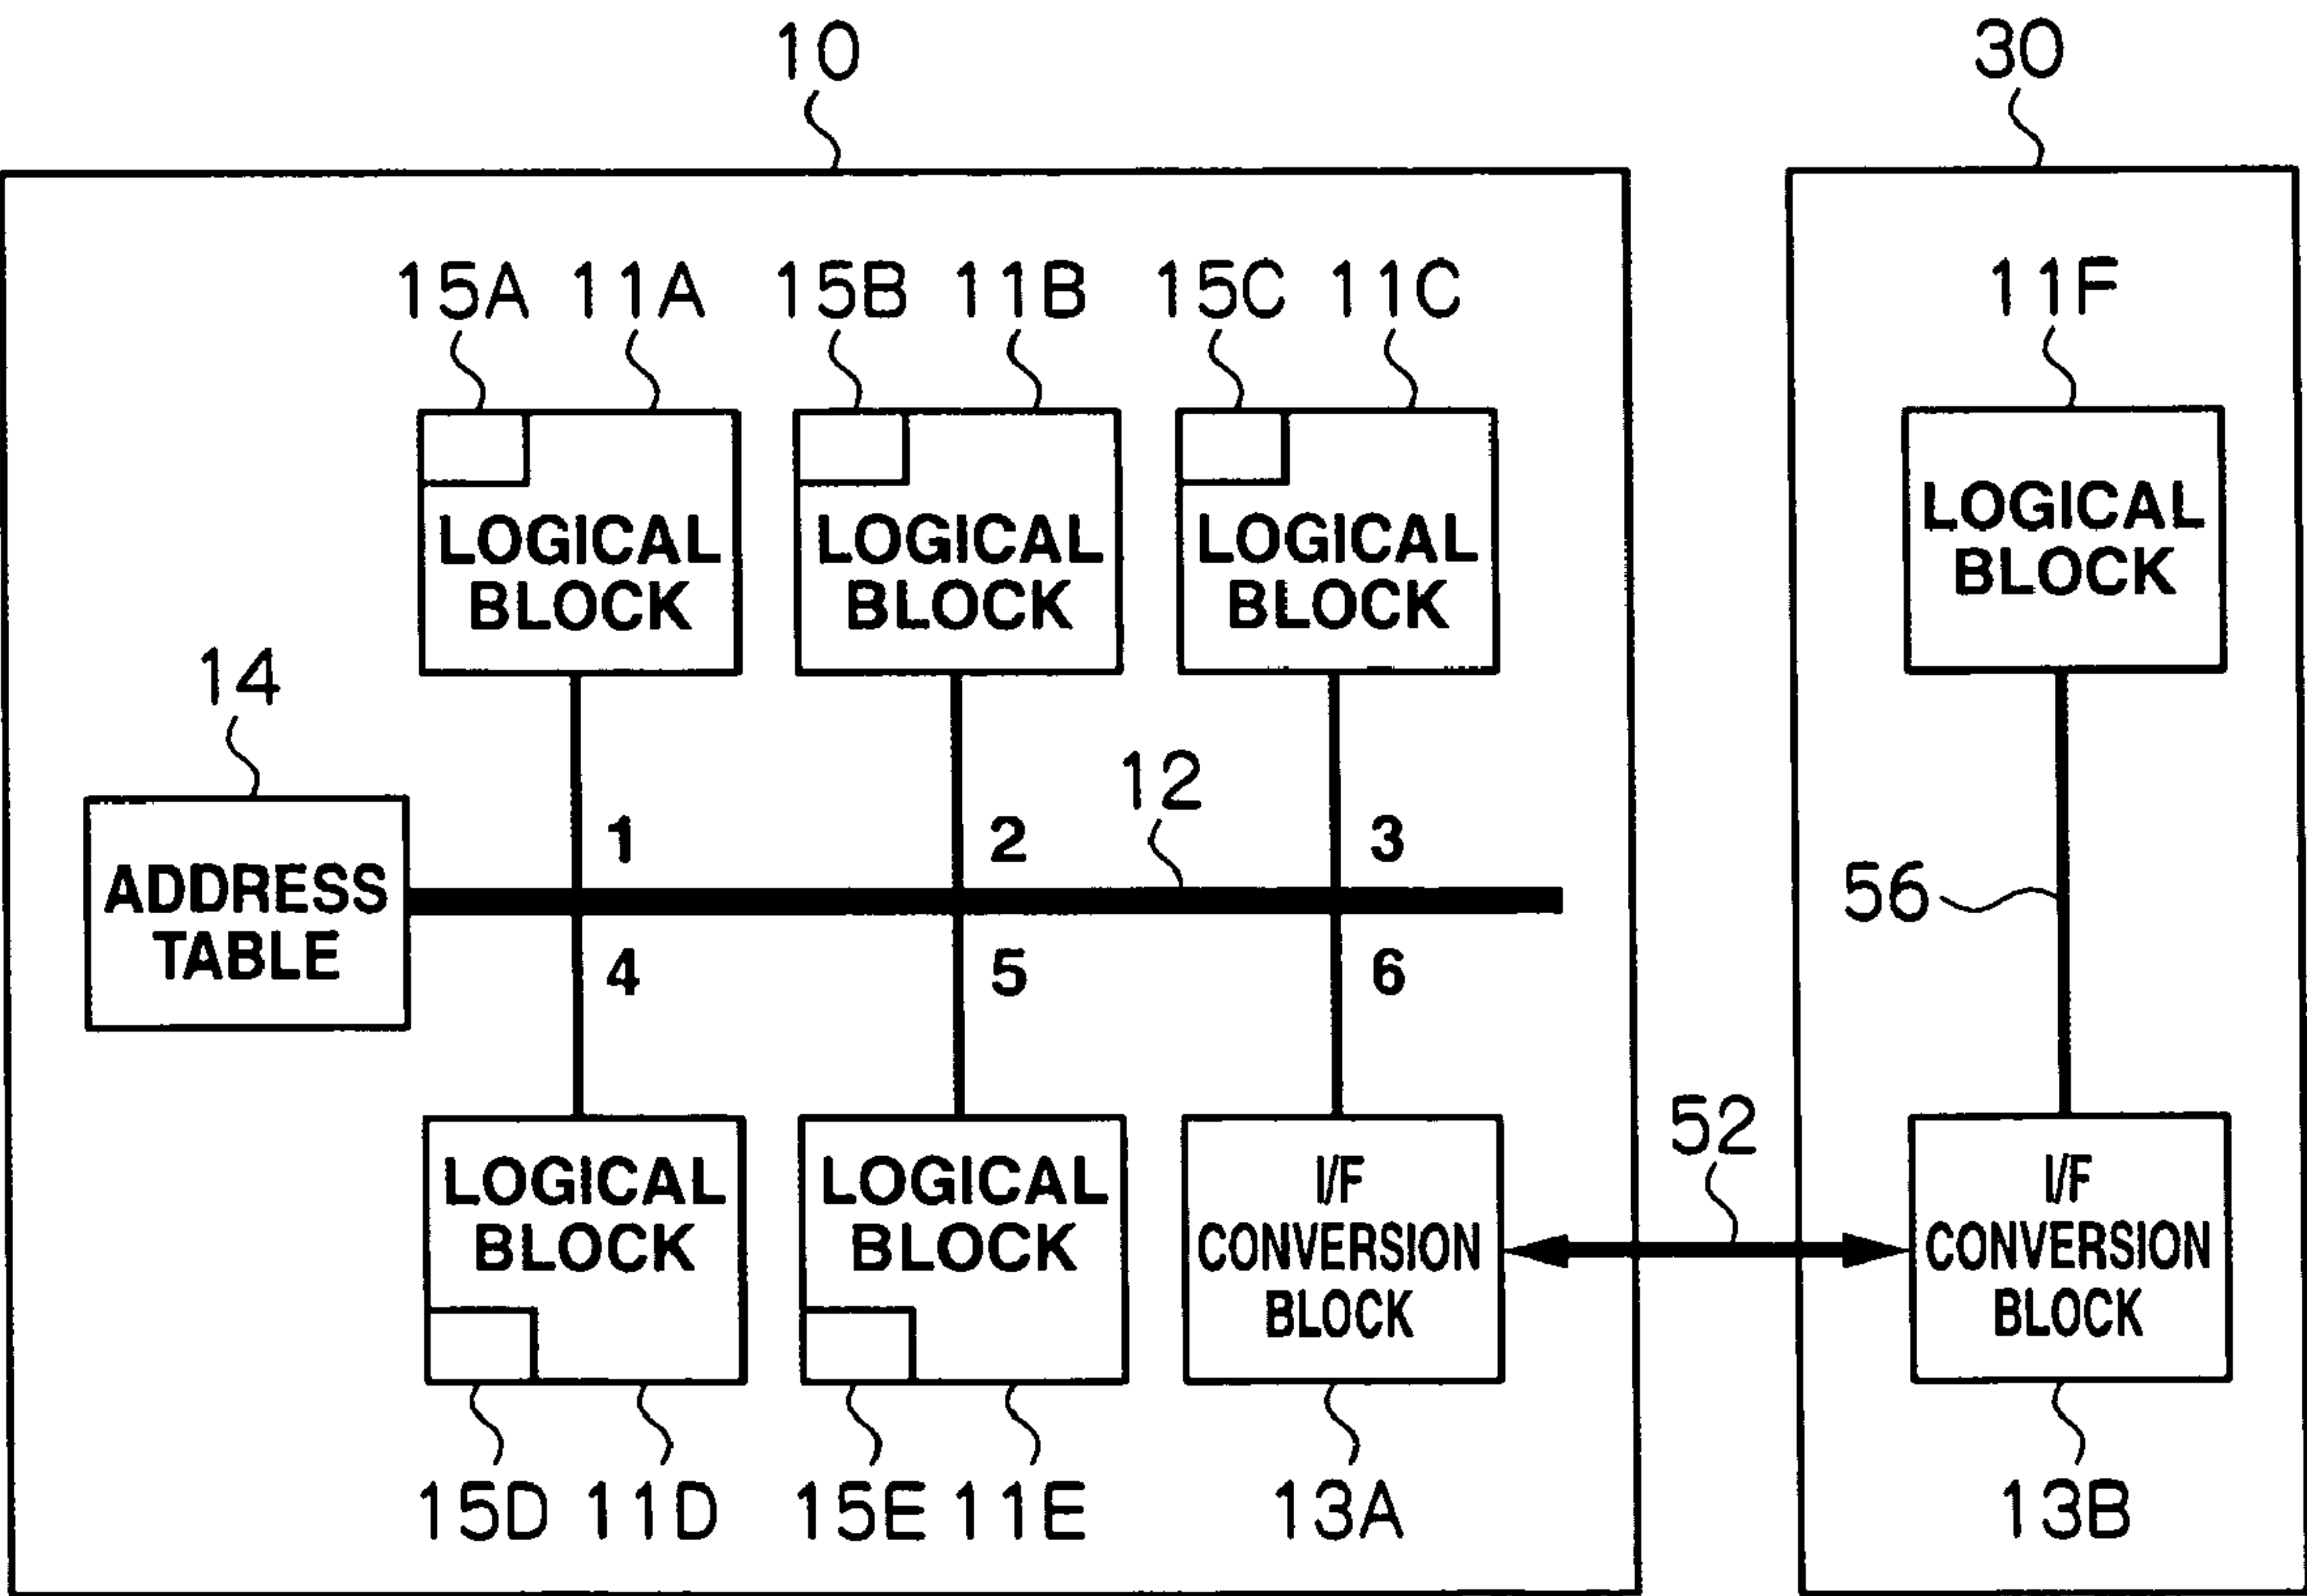 10
30
15A 11A 15B 11B 15C 11C
11F
LOGICAL
BLOCK
LOGICAL
BLOCK
LOGICAL
BLOCK
LOGICAL
BLOCK
14
12
1
2
3
ADDRESS
TABLE
56
4
5
6
52
LOGICAL
BLOCK
LOGICAL
BLOCK
I/F
CONVERSION
BLOCK
I/F
CONVERSION
BLOCK
15D 11D 15E 11E 13A
13B